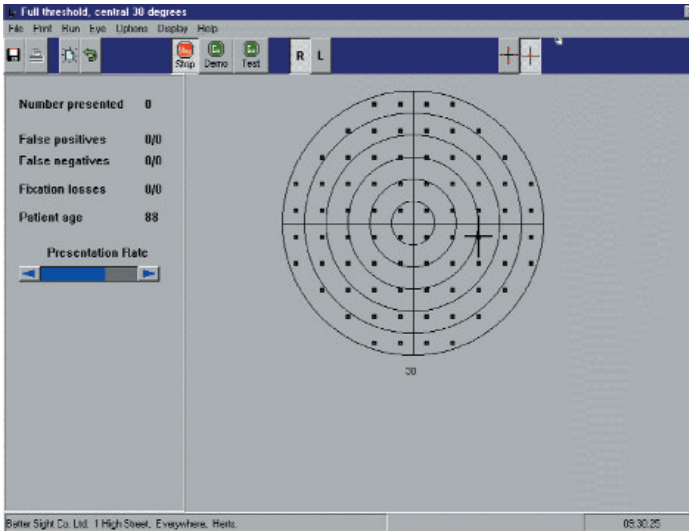 Full threshold, central 30 degrees
File Print Run Eye Options Display Help
Stop Demo Test R L
Number presented 0
False positives 0/0
False negatives 0/0
Fixation losses 0/0
Patient age 88
Presentation Rate
30
Better Sight Co. Ltd, 1 High Street, Everywhere, Herts.
09:30:25